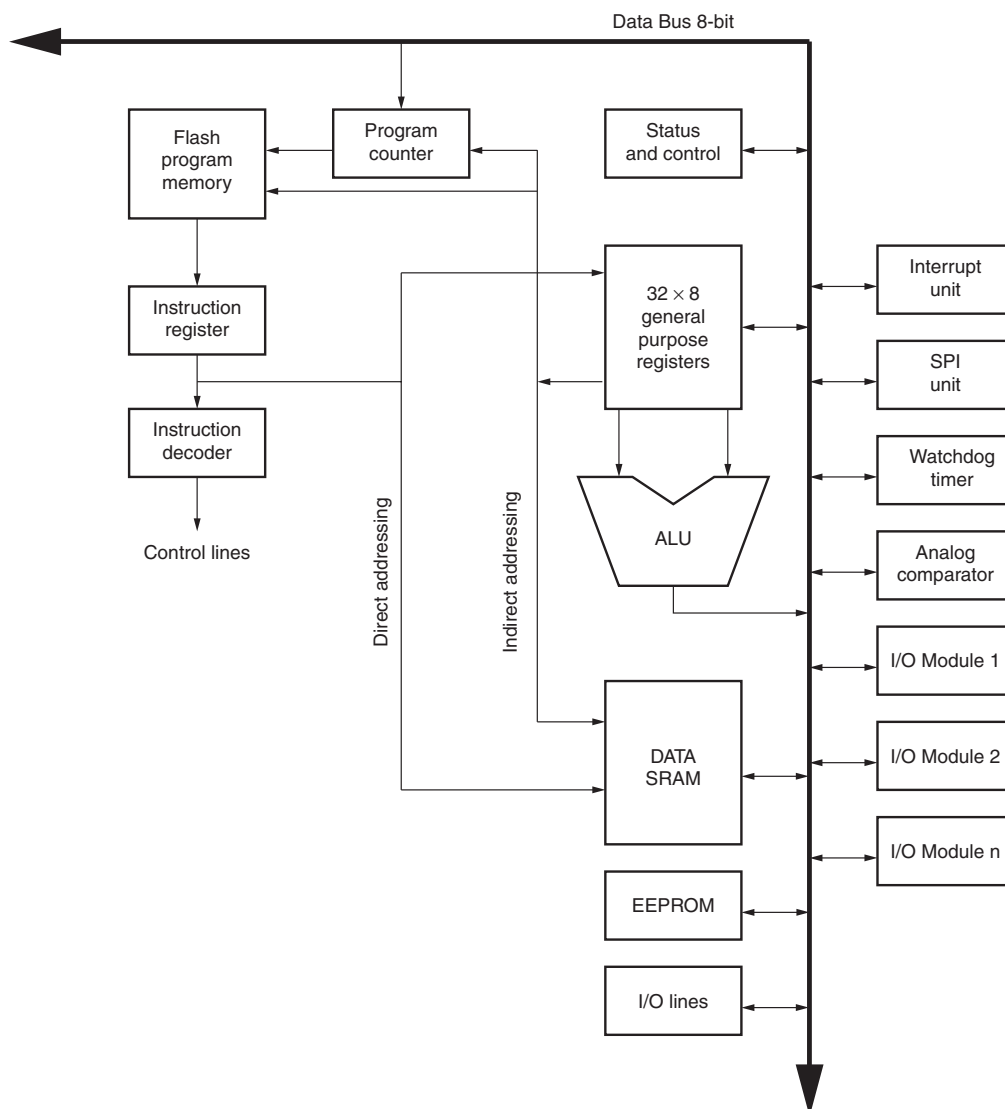 Data Bus 8-bit
Flash
program
memory
Program
counter
Status
and control
Instruction
register
32 × 8
general
purpose
registers
Interrupt
unit
SPI
unit
Instruction
decoder
Watchdog
timer
Control lines
Direct addressing
Indirect addressing
ALU
Analog
comparator
I/O Module 1
DATA
SRAM
I/O Module 2
I/O Module n
EEPROM
I/O lines